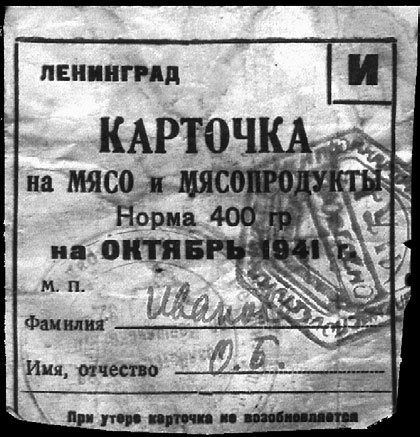 ЛЕНИНГРАД
И
КАРТОЧКА
на МЯСО и МЯСОПРОДУКТЫ
Норма 400 гр
на ОКТЯБРЬ 1941 г.
М. П.
Фамилия Иванов
Имя, отчество О. Б.
При утере карточка не возобновляется